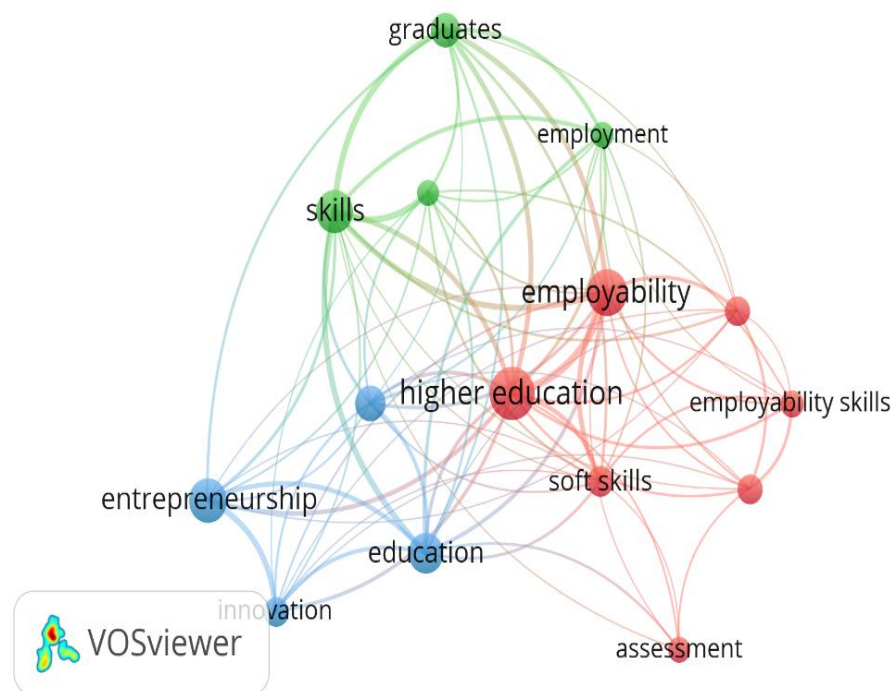 graduates
employment
skills
employability
higher education
employability skills
soft skills
entrepreneurship
education
innovation
VOSviewer
assessment